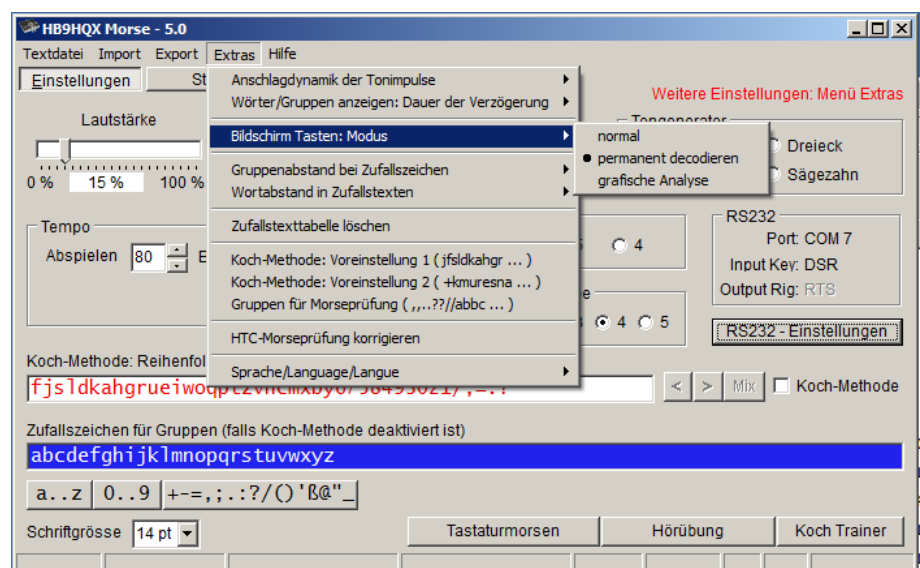 HB9HQX Morse - 5.0
Textdatei Import Export Extras Hilfe
Einstellungen St
Weitere Einstellungen: Menü Extras
Anschlagdynamik der Tonimpulse
Wörter/Gruppen anzeigen: Dauer der Verzögerung
Bildschirm Tasten: Modus
normal
permanent decodieren
grafische Analyse
Gruppenabstand bei Zufallszeichen
Wortabstand in Zufallstexten
Zufallstexttabelle löschen
Koch-Methode: Voreinstellung 1 ( jfsldkahgr ... )
Koch-Methode: Voreinstellung 2 ( +kmuresna ... )
Gruppen für Morseprüfung ( ,,..??//abbc ... )
HTC-Morseprüfung korrigieren
Sprache/Language/Langue
Lautstärke
0 % 15 % 100 %
Tongenerator
Dreieck
Sägezahn
Tempo
Abspielen 80
4
4 5
RS232
Port: COM 7
Input Key: DSR
Output Rig: RTS
RS232 - Einstellungen
Koch-Methode: Reihenfol
fjsldkahgrueiwo
< > Mix Koch-Methode
Zufallszeichen für Gruppen (falls Koch-Methode deaktiviert ist)
abcdefghijklmnopqrstuvwxyz
a..z 0..9 +-=,;.:?/()'ß@"_
Schriftgrösse 14 pt
Tastaturmorsen Hörübung Koch Trainer